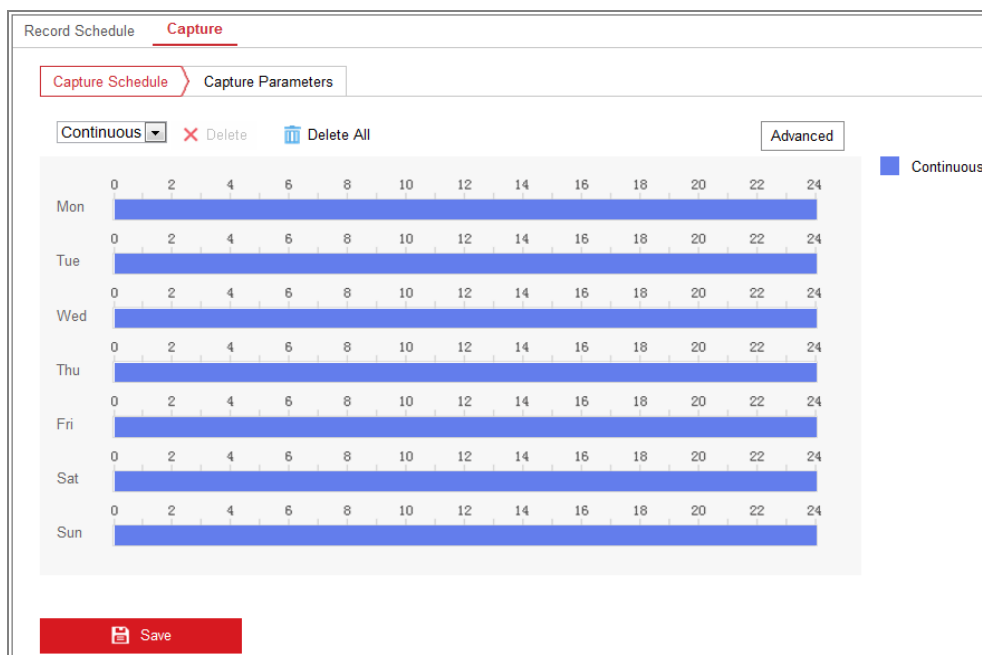 Record Schedule Capture
Capture Schedule Capture Parameters
Continuous Delete Delete All Advanced
Continuous
0 2 4 6 8 10 12 14 16 18 20 22 24
Mon
0 2 4 6 8 10 12 14 16 18 20 22 24
Tue
0 2 4 6 8 10 12 14 16 18 20 22 24
Wed
0 2 4 6 8 10 12 14 16 18 20 22 24
Thu
0 2 4 6 8 10 12 14 16 18 20 22 24
Fri
0 2 4 6 8 10 12 14 16 18 20 22 24
Sat
0 2 4 6 8 10 12 14 16 18 20 22 24
Sun
Save